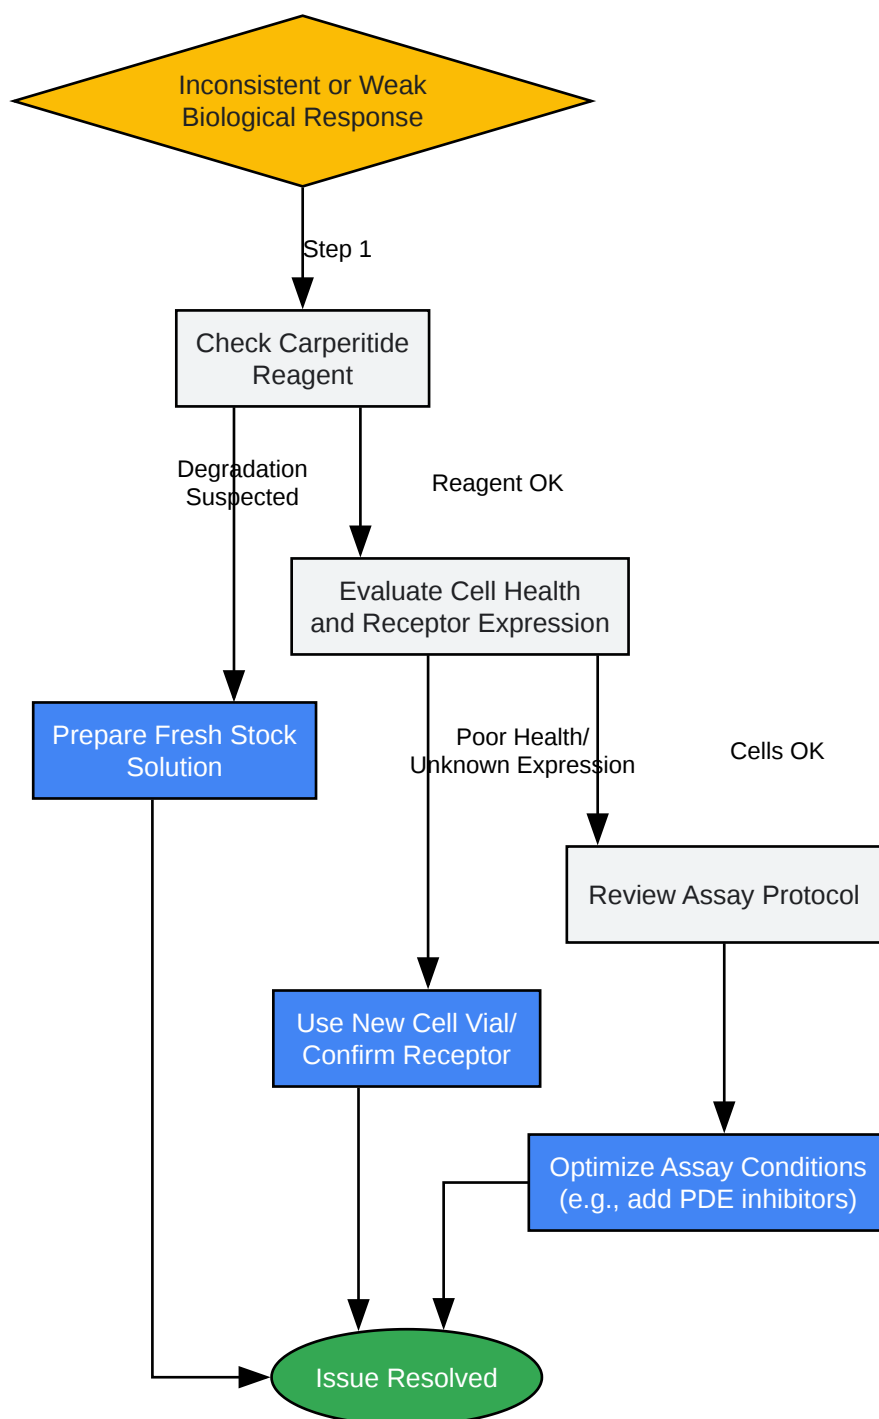 Inconsistent or Weak
Biological Response
Step 1
Check Carperitide
Reagent
Degradation
Suspected
Reagent OK
Evaluate Cell Health
and Receptor Expression
Prepare Fresh Stock
Solution
Poor Health/
Unknown Expression
Cells OK
Review Assay Protocol
Use New Cell Vial/
Confirm Receptor
Optimize Assay Conditions
(e.g., add PDE inhibitors)
Issue Resolved